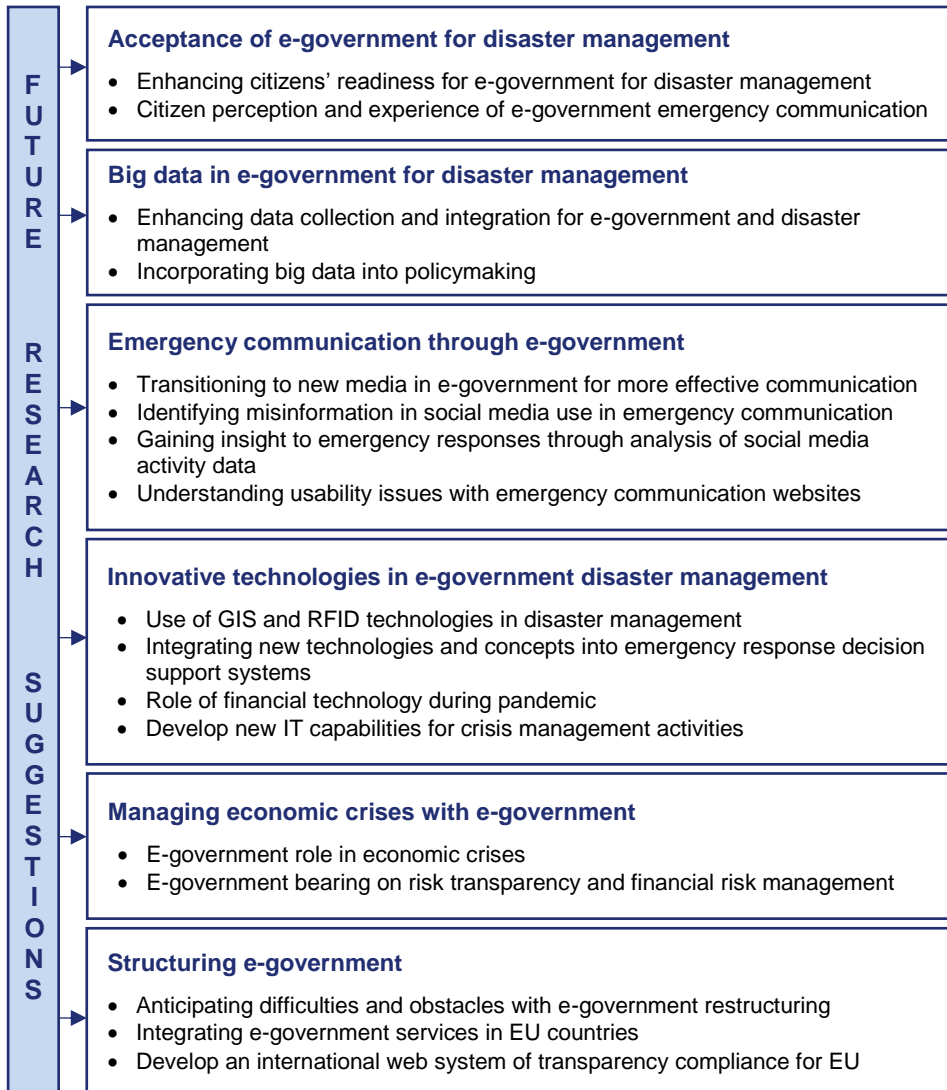 FUTURE RESEARCH SUGGESTIONS
Acceptance of e-government for disaster management
• Enhancing citizens’ readiness for e-government for disaster management
• Citizen perception and experience of e-government emergency communication
Big data in e-government for disaster management
• Enhancing data collection and integration for e-government and disaster
management
• Incorporating big data into policymaking
Emergency communication through e-government
• Transitioning to new media in e-government for more effective communication
• Identifying misinformation in social media use in emergency communication
• Gaining insight to emergency responses through analysis of social media
activity data
• Understanding usability issues with emergency communication websites
Innovative technologies in e-government disaster management
• Use of GIS and RFID technologies in disaster management
• Integrating new technologies and concepts into emergency response decision
support systems
• Role of financial technology during pandemic
• Develop new IT capabilities for crisis management activities
Managing economic crises with e-government
• E-government role in economic crises
• E-government bearing on risk transparency and financial risk management
Structuring e-government
• Anticipating difficulties and obstacles with e-government restructuring
• Integrating e-government services in EU countries
• Develop an international web system of transparency compliance for EU